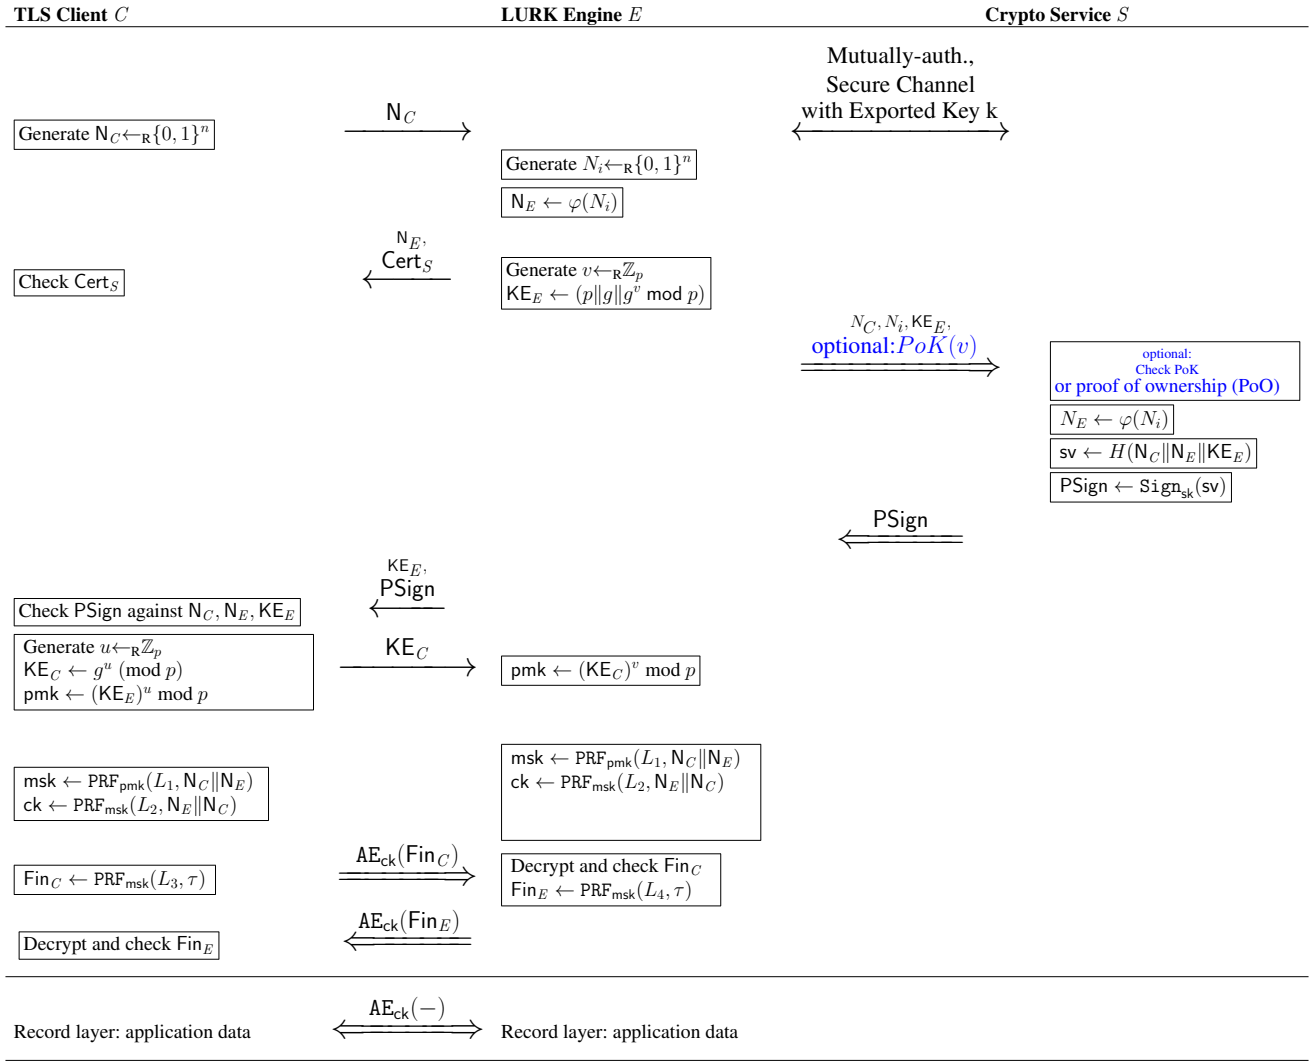 TLS Client C LURK Engine E Crypto Service S
Mutually-auth.,
Secure Channel
with Exported Key k
Generate N_C ←_R {0, 1}^n
N_C
Generate N_i ←_R {0, 1}^n
N_E ← φ(N_i)
N_E,
Cert_S
Check Cert_S
Generate v ←_R ℤ_p
KE_E ← (p‖g‖g^v mod p)
N_C, N_i, KE_E,
optional:PoK(v)
optional:
Check PoK
or proof of ownership (PoO)
N_E ← φ(N_i)
sv ← H(N_C‖N_E‖KE_E)
PSign ← Sign_sk(sv)
PSign
KE_E,
PSign
Check PSign against N_C, N_E, KE_E
Generate u ←_R ℤ_p
KE_C ← g^u (mod p)
pmk ← (KE_E)^u mod p
KE_C
pmk ← (KE_C)^v mod p
msk ← PRF_pmk(L_1, N_C‖N_E)
ck ← PRF_msk(L_2, N_E‖N_C)
msk ← PRF_pmk(L_1, N_C‖N_E)
ck ← PRF_msk(L_2, N_E‖N_C)
Fin_C ← PRF_msk(L_3, τ)
AE_ck(Fin_C)
Decrypt and check Fin_C
Fin_E ← PRF_msk(L_4, τ)
AE_ck(Fin_E)
Decrypt and check Fin_E
AE_ck(−)
Record layer: application data Record layer: application data